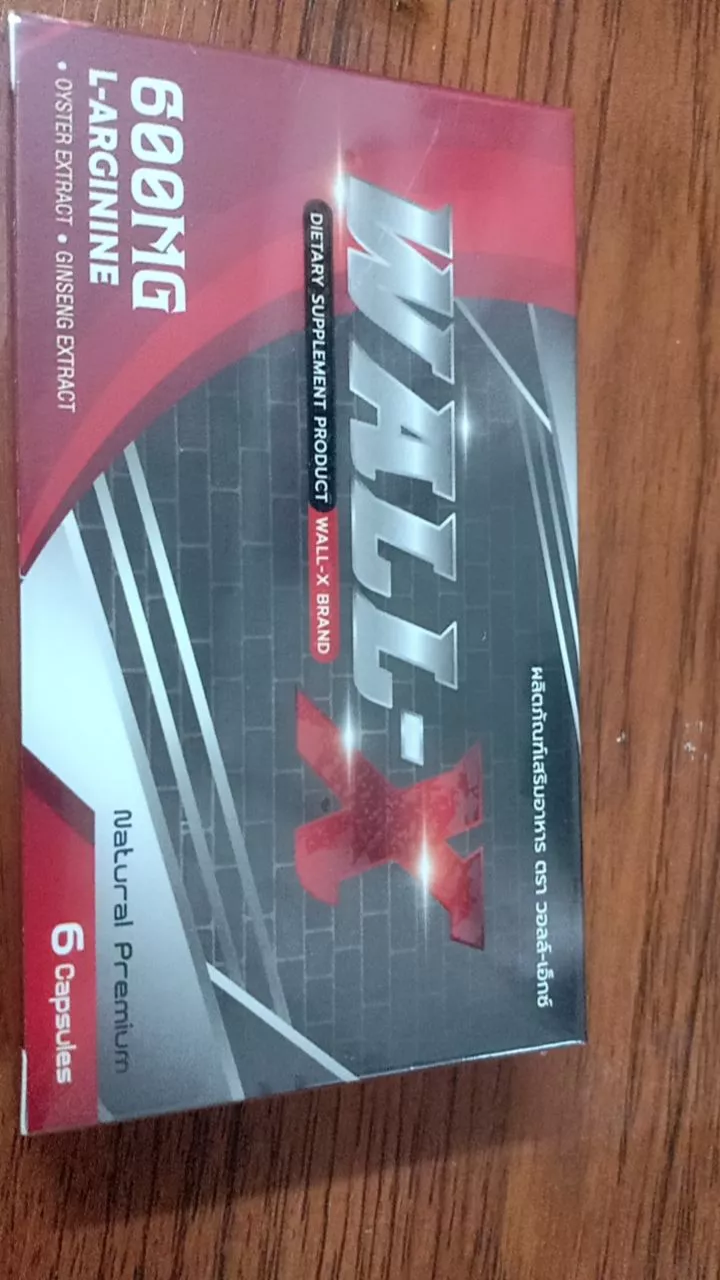 ผลิตภัณฑ์เสริมอาหาร ตรา วอลล์-เอ็กซ์
WALL-X
DIETARY SUPPLEMENT PRODUCT WALL-X BRAND
600MG
L-ARGININE
• OYSTER EXTRACT • GINSENG EXTRACT
Natural Premium
6 Capsules